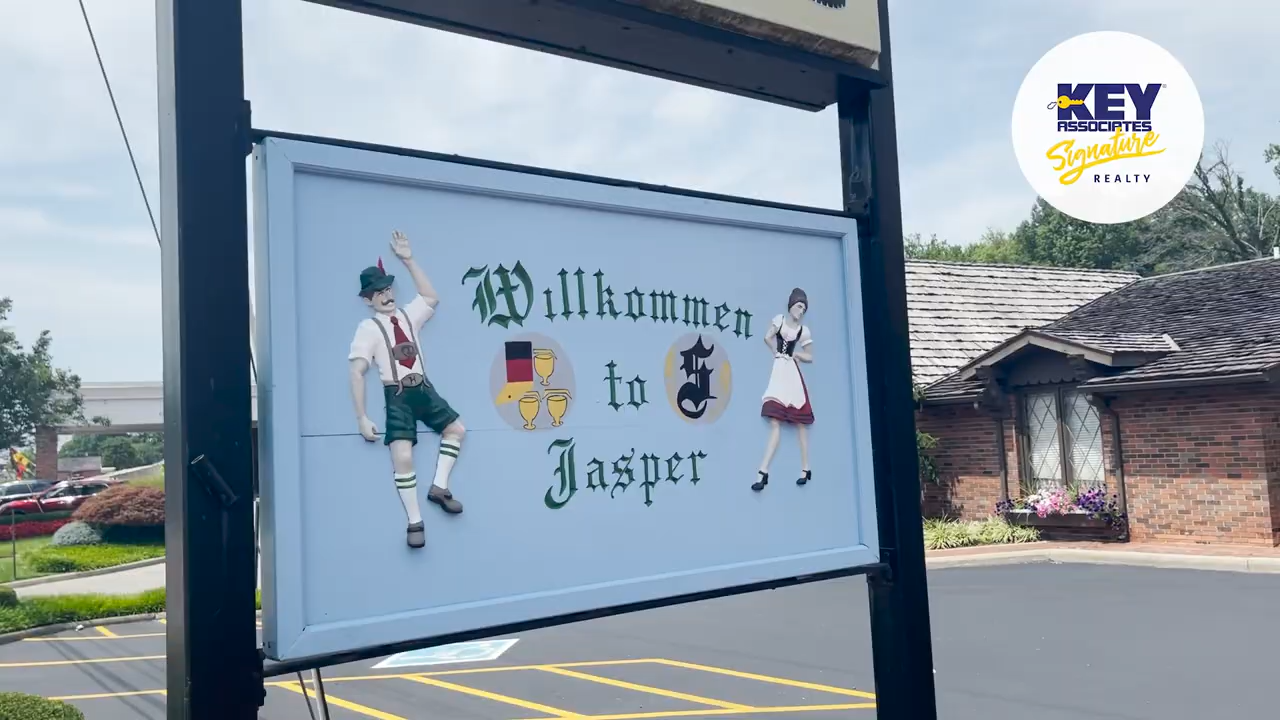 KEY
ASSOCIATES
Signature
REALTY
Willkommen
to
S
Jasper